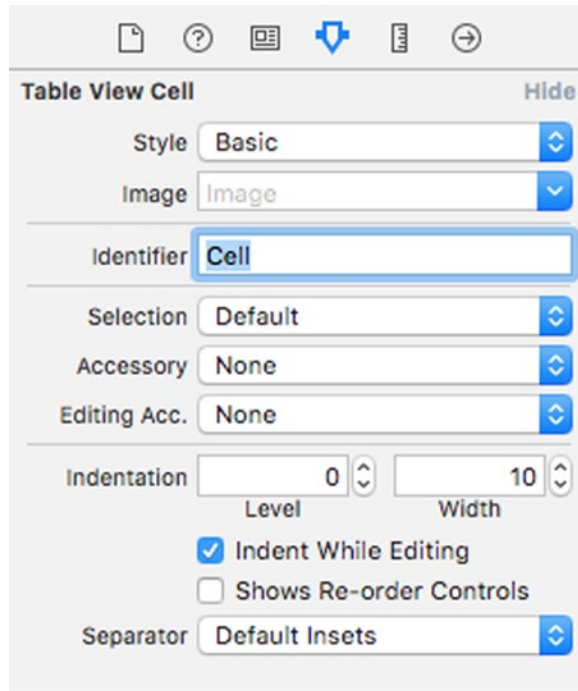 Table View Cell Hide
Style Basic
Image Image
Identifier Cell
Selection Default
Accessory None
Editing Acc. None
Indentation 0 10
Level Width
Indent While Editing
Shows Re-order Controls
Separator Default Insets